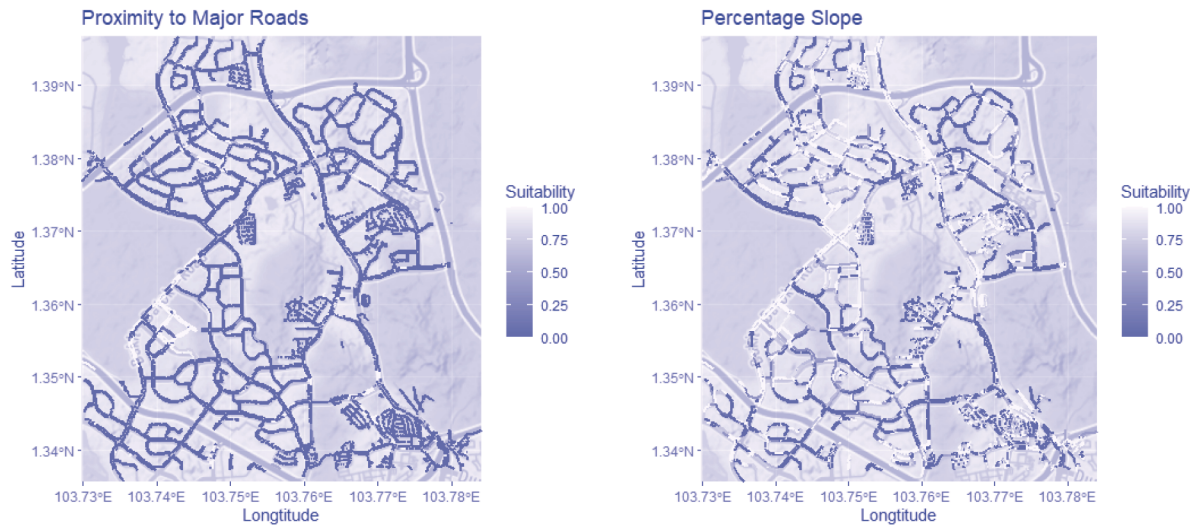 Proximity to Major Roads
Latitude
1.39°N
1.38°N
1.37°N
1.36°N
1.35°N
1.34°N
103.73°E 103.74°E 103.75°E 103.76°E 103.77°E 103.78°E
Longtitude
Suitability
1.00
0.75
0.50
0.25
0.00
Percentage Slope
Latitude
1.39°N
1.38°N
1.37°N
1.36°N
1.35°N
1.34°N
103.73°E 103.74°E 103.75°E 103.76°E 103.77°E 103.78°E
Longtitude
Suitability
1.00
0.75
0.50
0.25
0.00